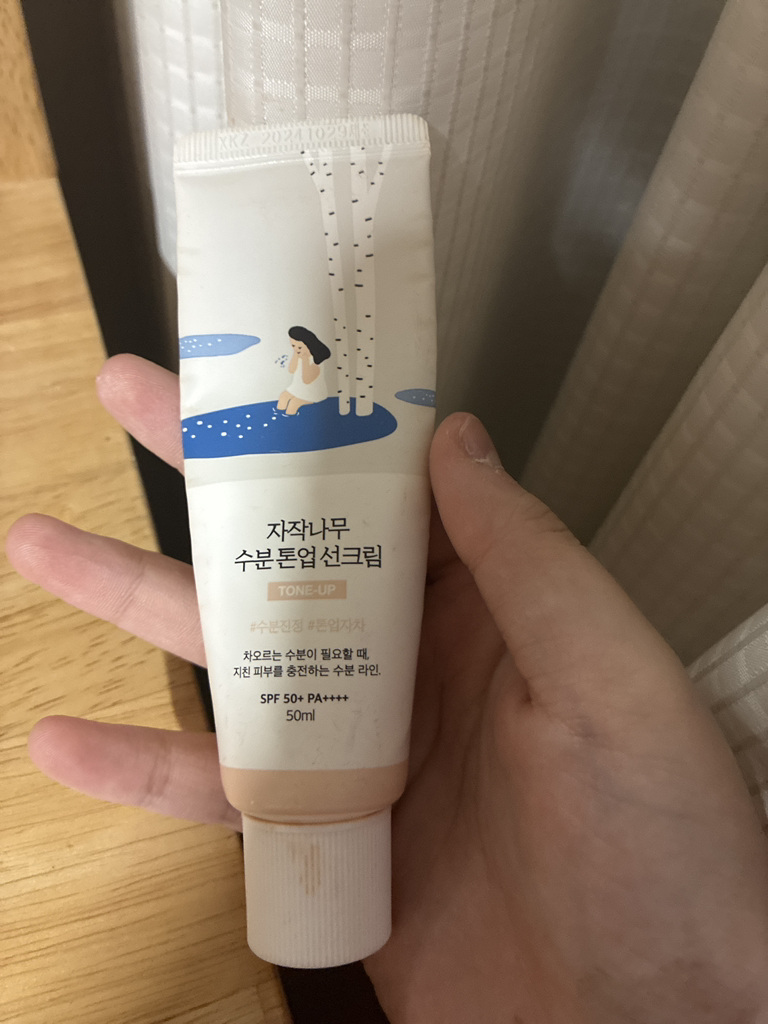 XKZ 20241029
자작나무
수분 톤업 선크림
TONE-UP
#수분진정 #톤업자차
차오르는 수분이 필요할 때,
지친 피부를 충전하는 수분 라인.
SPF 50+ PA++++
50ml